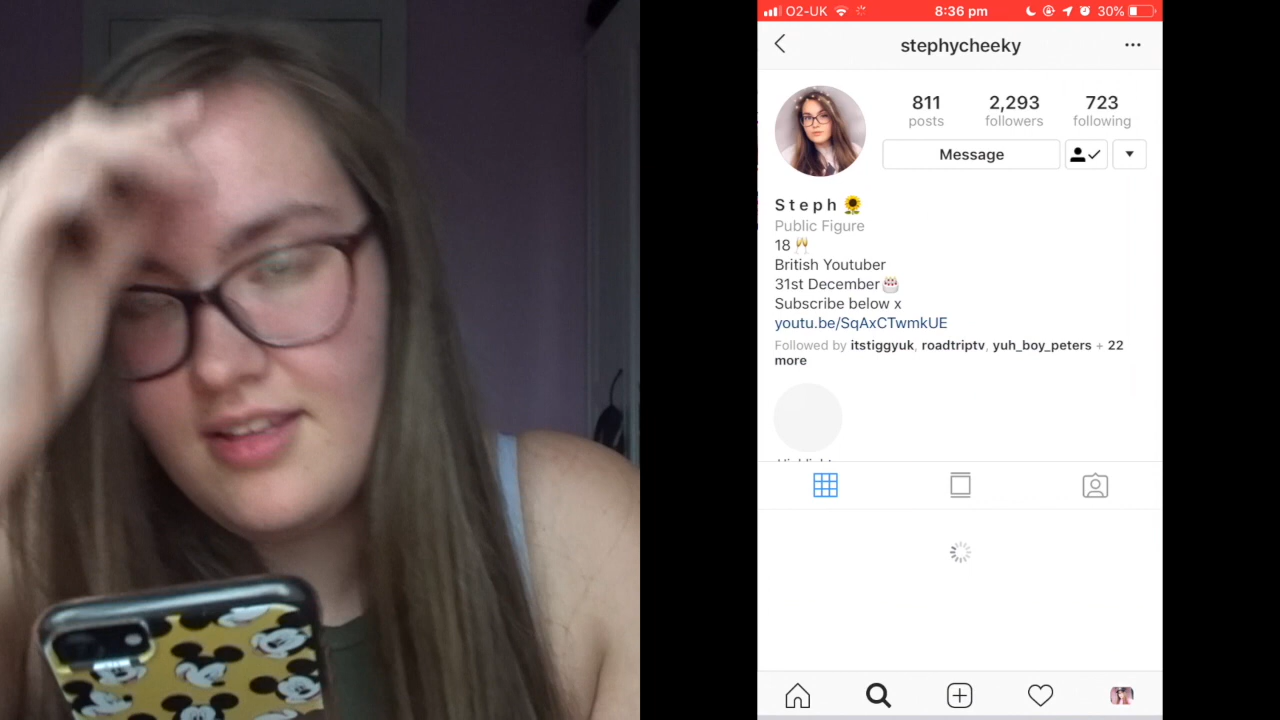 O2-UK 8:36 pm 30%
stephycheeky
811 2,293 723
posts followers following
Message
Steph
Public Figure
18
British Youtuber
31st December
Subscribe below x
youtu.be/SqAxCTwmkUE
Followed by itstiggyuk, roadtriptv, yuh_boy_peters + 22
more